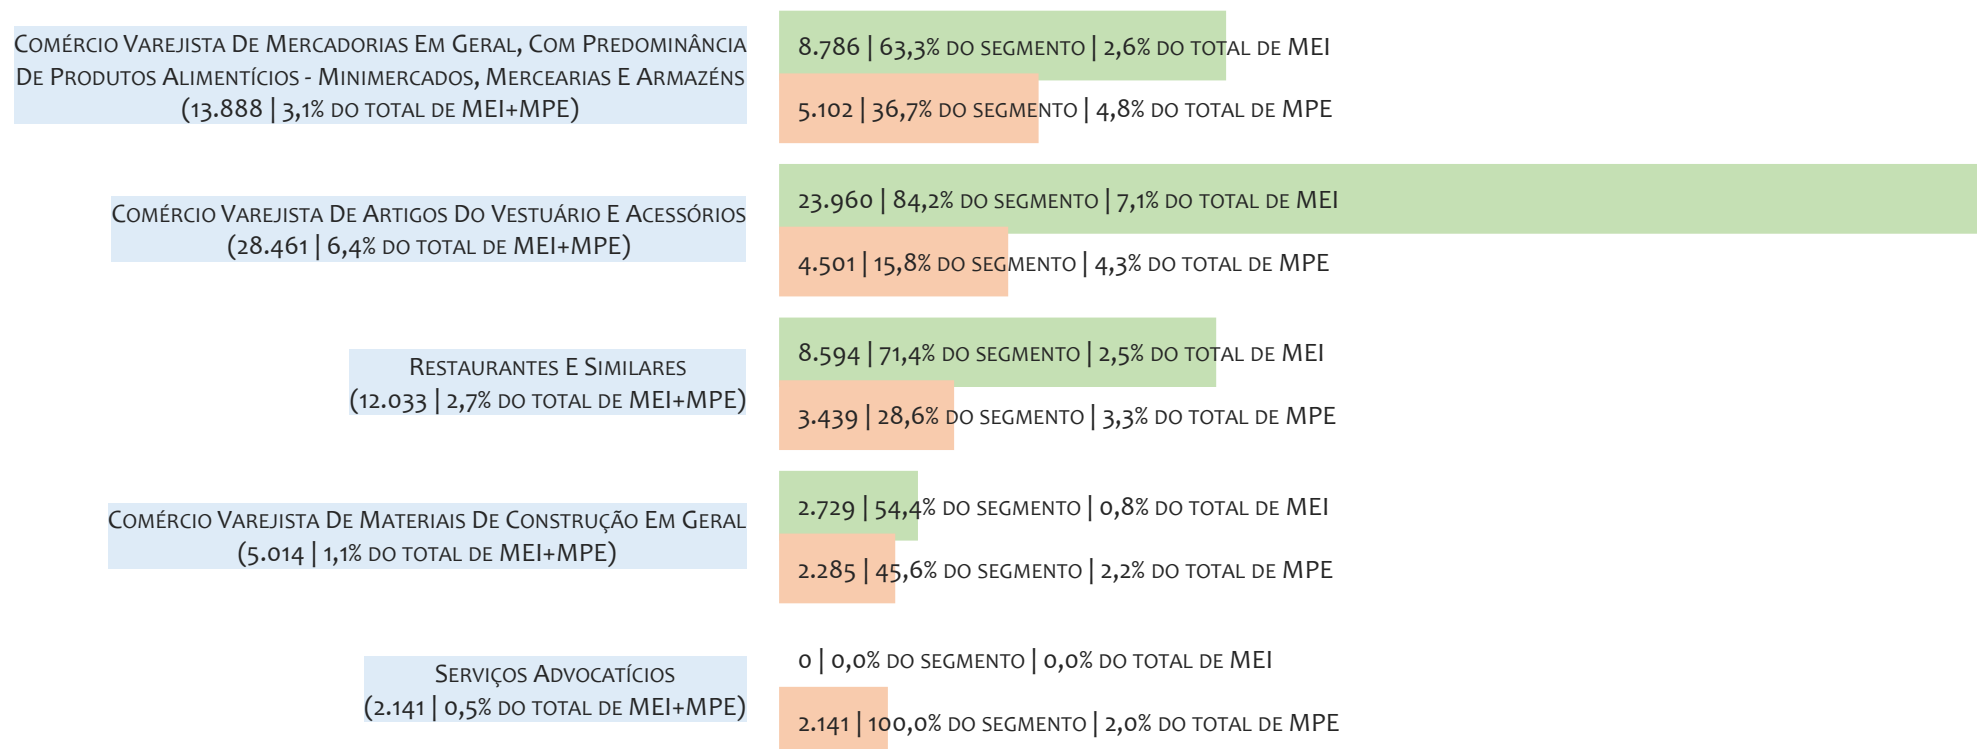 Comércio Varejista De Mercadorias Em Geral, Com Predominância
De Produtos Alimentícios - Minimercados, Mercearias E Armazéns
(13.888 | 3,1% do total de MEI+MPE)
8.786 | 63,3% do segmento | 2,6% do total de MEI
5.102 | 36,7% do segmento | 4,8% do total de MPE
Comércio Varejista De Artigos Do Vestuário E Acessórios
(28.461 | 6,4% do total de MEI+MPE)
23.960 | 84,2% do segmento | 7,1% do total de MEI
4.501 | 15,8% do segmento | 4,3% do total de MPE
Restaurantes E Similares
(12.033 | 2,7% do total de MEI+MPE)
8.594 | 71,4% do segmento | 2,5% do total de MEI
3.439 | 28,6% do segmento | 3,3% do total de MPE
Comércio Varejista De Materiais De Construção Em Geral
(5.014 | 1,1% do total de MEI+MPE)
2.729 | 54,4% do segmento | 0,8% do total de MEI
2.285 | 45,6% do segmento | 2,2% do total de MPE
Serviços Advocatícios
(2.141 | 0,5% do total de MEI+MPE)
0 | 0,0% do segmento | 0,0% do total de MEI
2.141 | 100,0% do segmento | 2,0% do total de MPE